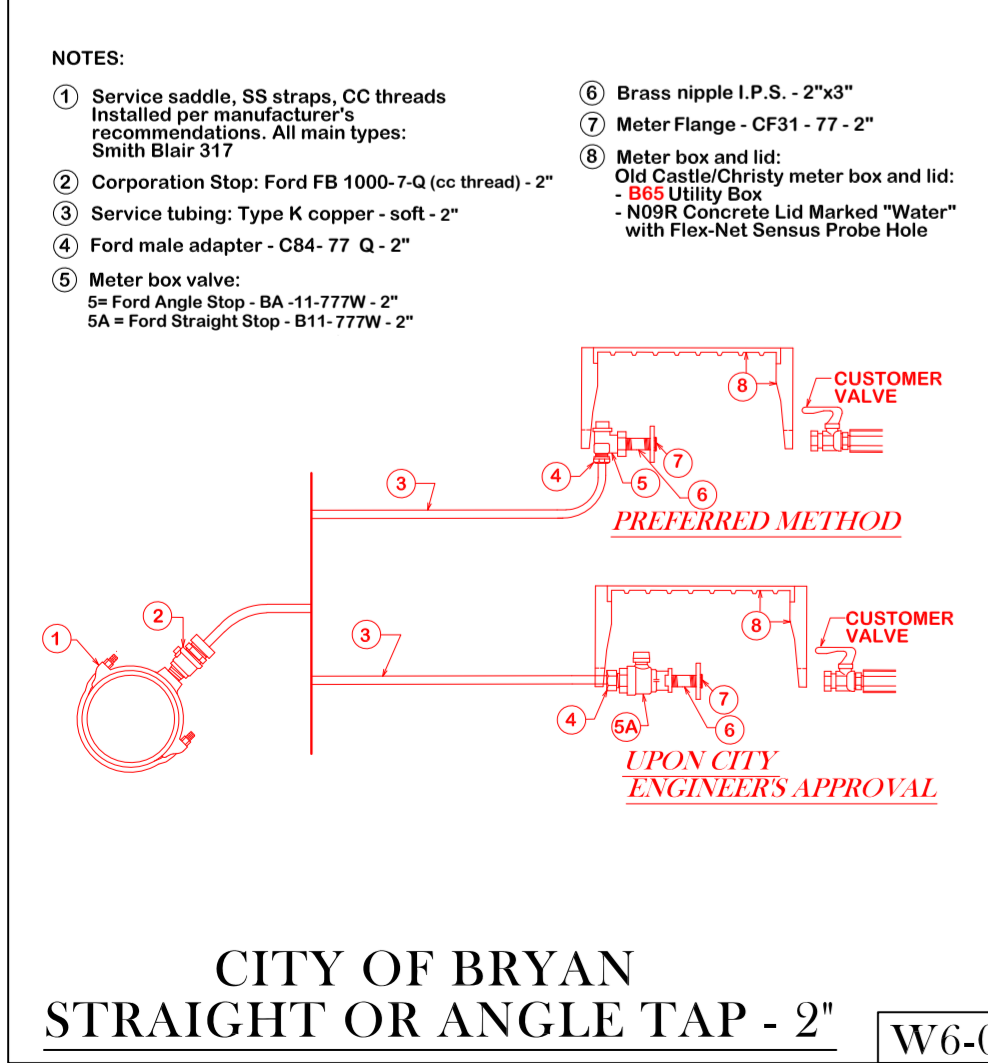 NOTES:
1 Service saddle, SS straps, CC threads
Installed per manufacturer's
recommendations. All main types:
Smith Blair 317
2 Corporation Stop: Ford FB 1000-7-Q (cc thread) - 2"
3 Service tubing: Type K copper - soft - 2"
4 Ford male adapter - C84- 77 Q - 2"
5 Meter box valve:
5= Ford Angle Stop - BA -11-777W - 2"
5A = Ford Straight Stop - B11-777W - 2"
6 Brass nipple I.P.S. - 2"x3"
7 Meter Flange - CF31 - 77 - 2"
8 Meter box and lid:
Old Castle/Christy meter box and lid:
- B65 Utility Box
- N09R Concrete Lid Marked "Water"
with Flex-Net Sensus Probe Hole
8
CUSTOMER
VALVE
3
4
5
7
6
PREFERRED METHOD
1
2
3
8
CUSTOMER
VALVE
4
5A
7
6
UPON CITY
ENGINEER'S APPROVAL
CITY OF BRYAN
STRAIGHT OR ANGLE TAP - 2"
W6-0